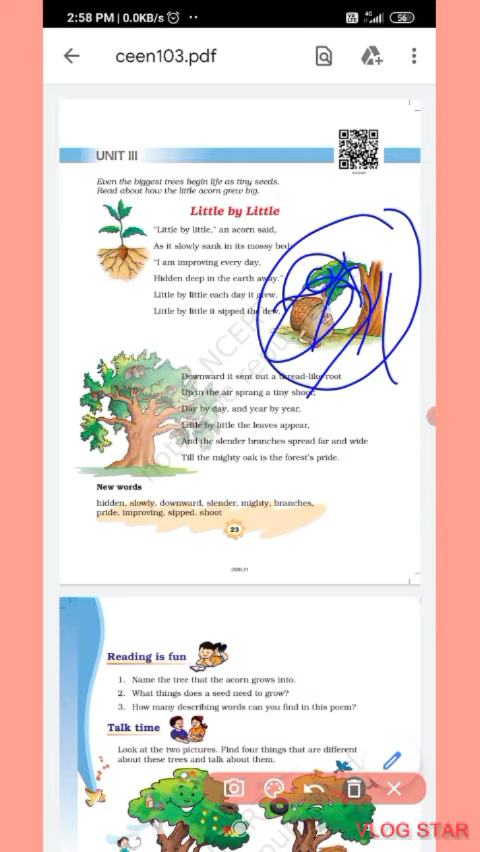 2:58 PM | 0.0KB/s
4G
56
ceen103.pdf
UNIT III
Even the biggest trees begin life as tiny seeds.
Read about how the little acorn grew big.
Little by Little
"Little by little," an acorn said,
As it slowly sank in its mossy bed,
"I am improving every day,
Hidden deep in the earth away."
Little by little each day it grew,
Little by little it sipped the dew.
Downward it sent out a thread-like root
Up in the air sprang a tiny shoot,
Day by day, and year by year,
Little by little the leaves appear,
And the slender branches spread far and wide
Till the mighty oak is the forest's pride.
New words
hidden, slowly, downward, slender, mighty, branches,
pride, improving, sipped, shoot
23
2020-21
Reading is fun
1. Name the tree that the acorn grows into.
2. What things does a seed need to grow?
3. How many describing words can you find in this poem?
Talk time
Look at the two pictures. Find four things that are different
about these trees and talk about them.
VLOG STAR